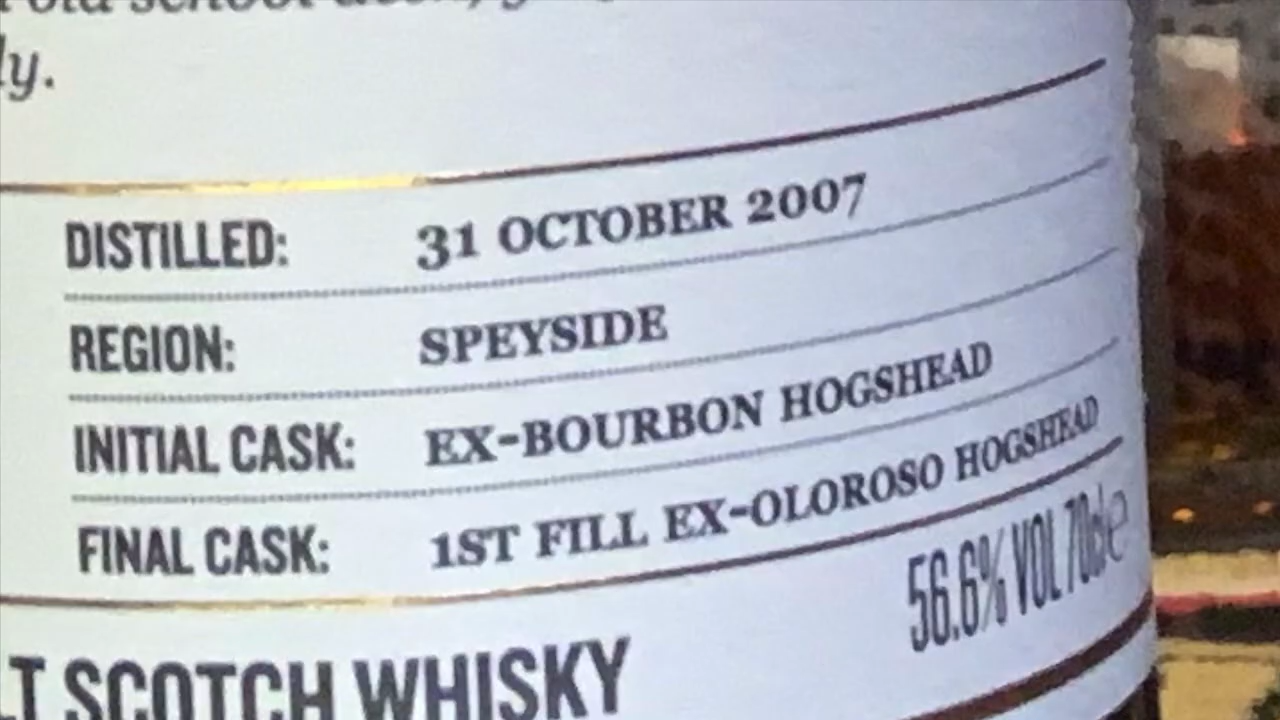 ly.
DISTILLED: 31 OCTOBER 2007
REGION: SPEYSIDE
INITIAL CASK: EX-BOURBON HOGSHEAD
FINAL CASK: 1ST FILL EX-OLOROSO HOGSHEAD
56.6% VOL 70cl e
T SCOTCH WHISKY